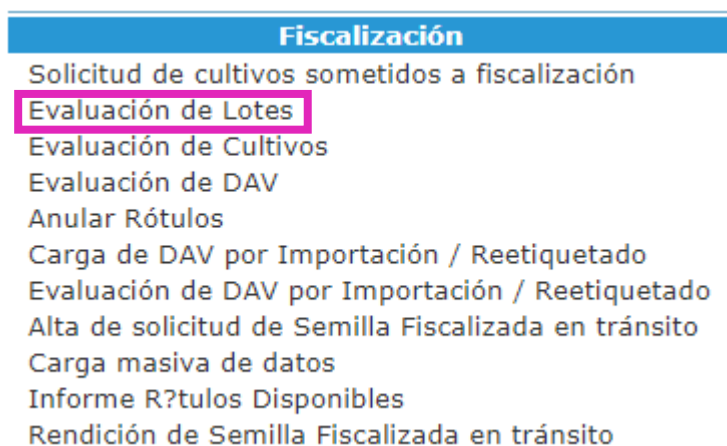 Fiscalización
Solicitud de cultivos sometidos a fiscalización
Evaluación de Lotes
Evaluación de Cultivos
Evaluación de DAV
Anular Rótulos
Carga de DAV por Importación / Reetiquetado
Evaluación de DAV por Importación / Reetiquetado
Alta de solicitud de Semilla Fiscalizada en tránsito
Carga masiva de datos
Informe R?tulos Disponibles
Rendición de Semilla Fiscalizada en tránsito